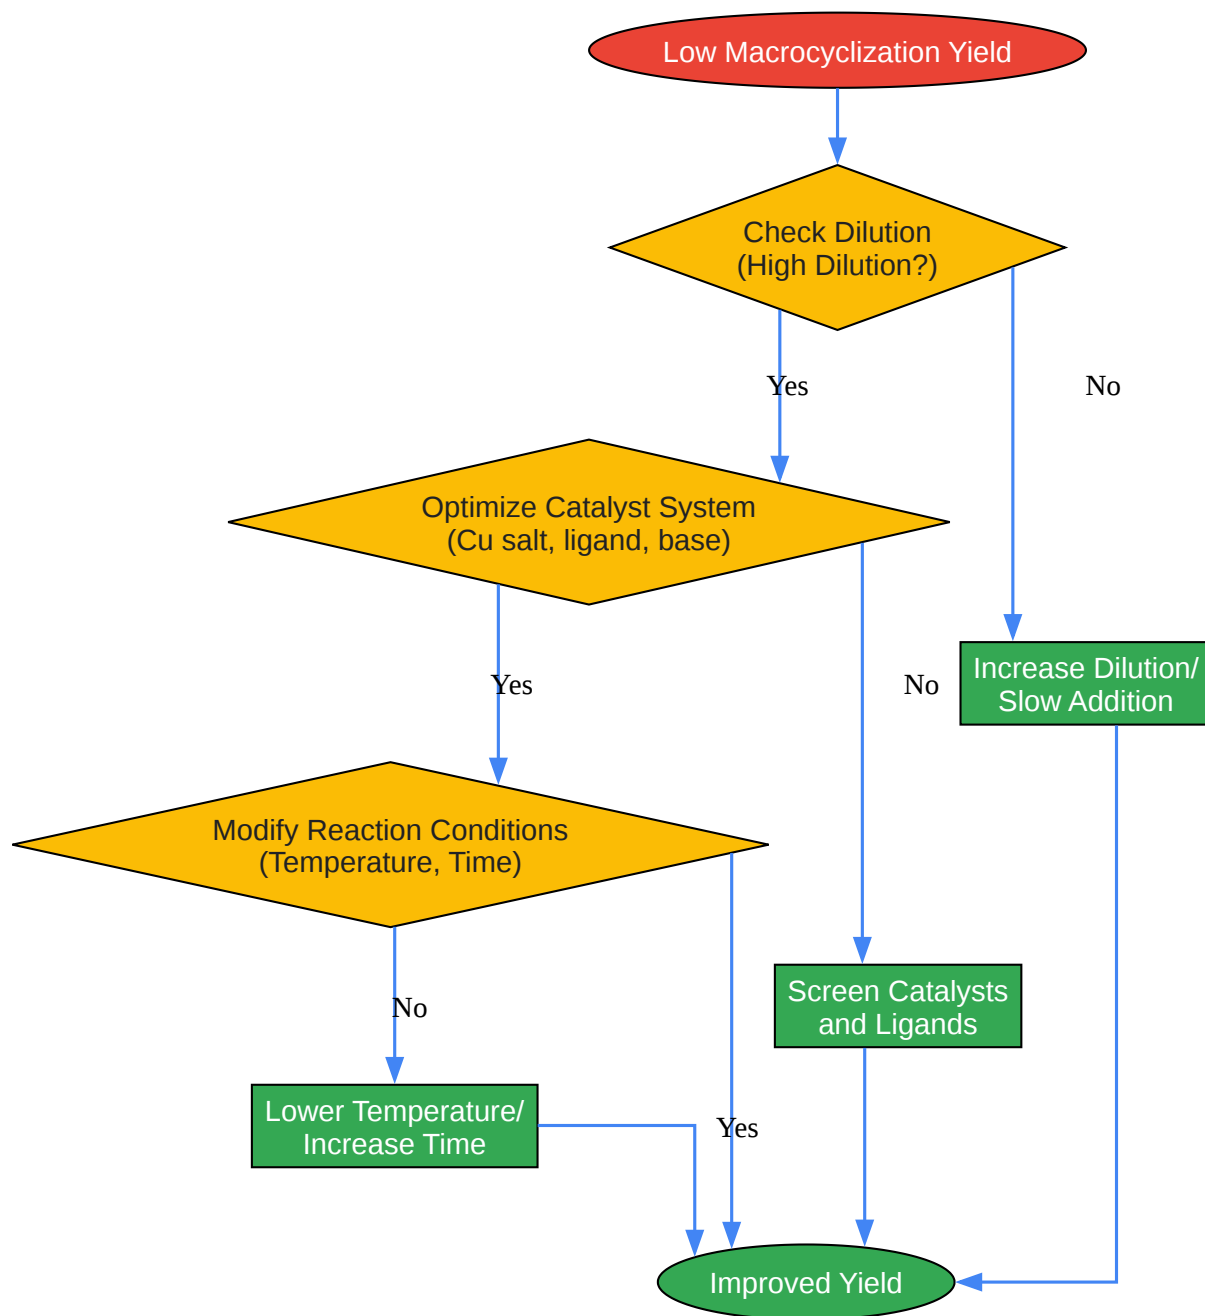 Low Macrocyclization Yield
Check Dilution
(High Dilution?)
Yes
No
Optimize Catalyst System
(Cu salt, ligand, base)
Yes
No
Increase Dilution/
Slow Addition
Modify Reaction Conditions
(Temperature, Time)
Screen Catalysts
and Ligands
No
Lower Temperature/
Increase Time
Yes
Improved Yield